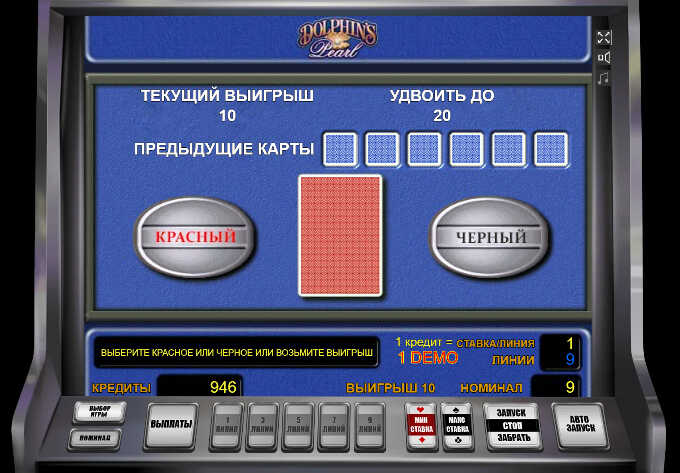 DOLPHIN'S
Pearl
ТЕКУЩИЙ ВЫИГРЫШ
10
УДВОИТЬ ДО
20
ПРЕДЫДУЩИЕ КАРТЫ
КРАСНЫЙ
ЧЕРНЫЙ
ВЫБЕРИТЕ КРАСНОЕ ИЛИ ЧЕРНОЕ ИЛИ ВОЗЬМИТЕ ВЫИГРЫШ
1 кредит =
1 DEMO
СТАВКА/ЛИНИЯ 1
ЛИНИИ 9
КРЕДИТЫ 946
ВЫИГРЫШ 10
НОМИНАЛ 9
ВЫБОР
ИГРЫ
НОМИНАЛ
ВЫПЛАТЫ
1
ЛИНИЯ
3
ЛИНИИ
5
ЛИНИЙ
7
ЛИНИЙ
9
ЛИНИЙ
МИН
СТАВКА
МАКС
СТАВКА
ЗАПУСК
СТОП
ЗАБРАТЬ
АВТО
ЗАПУСК